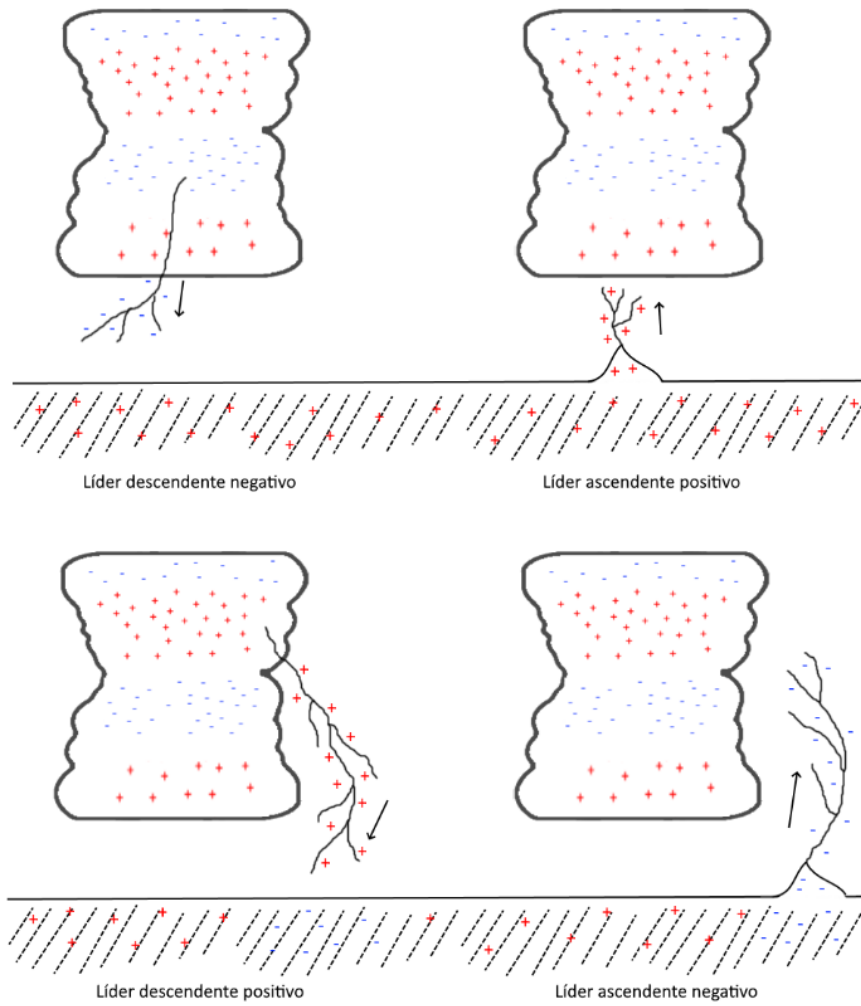 Líder descendente negativo
Líder ascendente positivo
Líder descendente positivo
Líder ascendente negativo